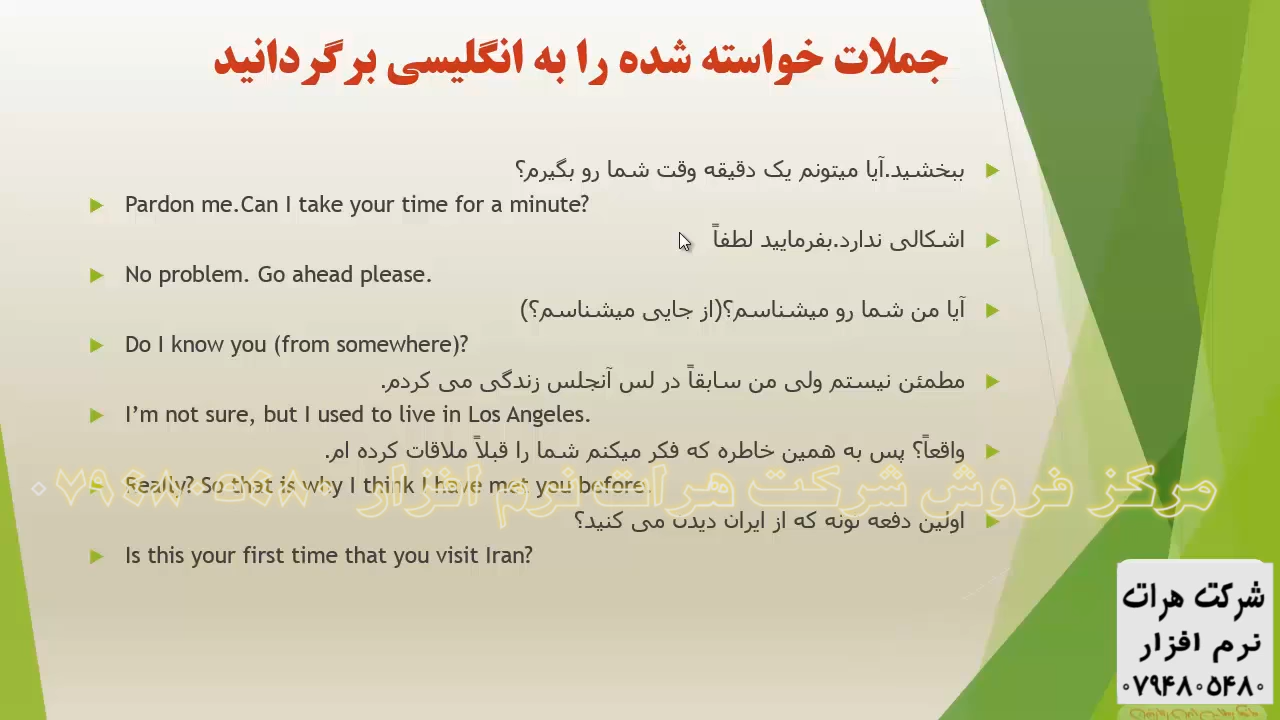 جملات خواسته شده را به انگلیسی برگردانید
ببخشید.آیا میتونم یک دقیقه وقت شما رو بگیرم؟
Pardon me.Can I take your time for a minute?
اشکالی ندارد.بفرمایید لطفاً
No problem. Go ahead please.
آیا من شما رو میشناسم؟(از جایی میشناسم؟)
Do I know you (from somewhere)?
مطمئن نیستم ولی من سابقاً در لس آنجلس زندگی می کردم.
I'm not sure, but I used to live in Los Angeles.
واقعاً؟ پس به همین خاطره که فکر میکنم شما را قبلاً ملاقات کرده ام.
Really? So that is why I think I have met you before.
مرکز فروش شرکت هرات نرم افزار
اولین دفعه تونه که از ایران دیدن می کنید؟
Is this your first time that you visit Iran?
شرکت هرات
نرم افزار
۰۷۹۴۸۰۵۴۸۰